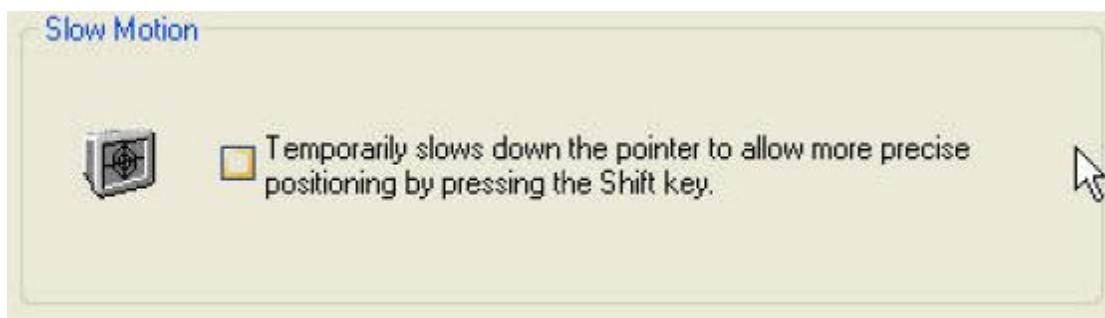 Slow Motion
Temporarily slows down the pointer to allow more precise
positioning by pressing the Shift key.